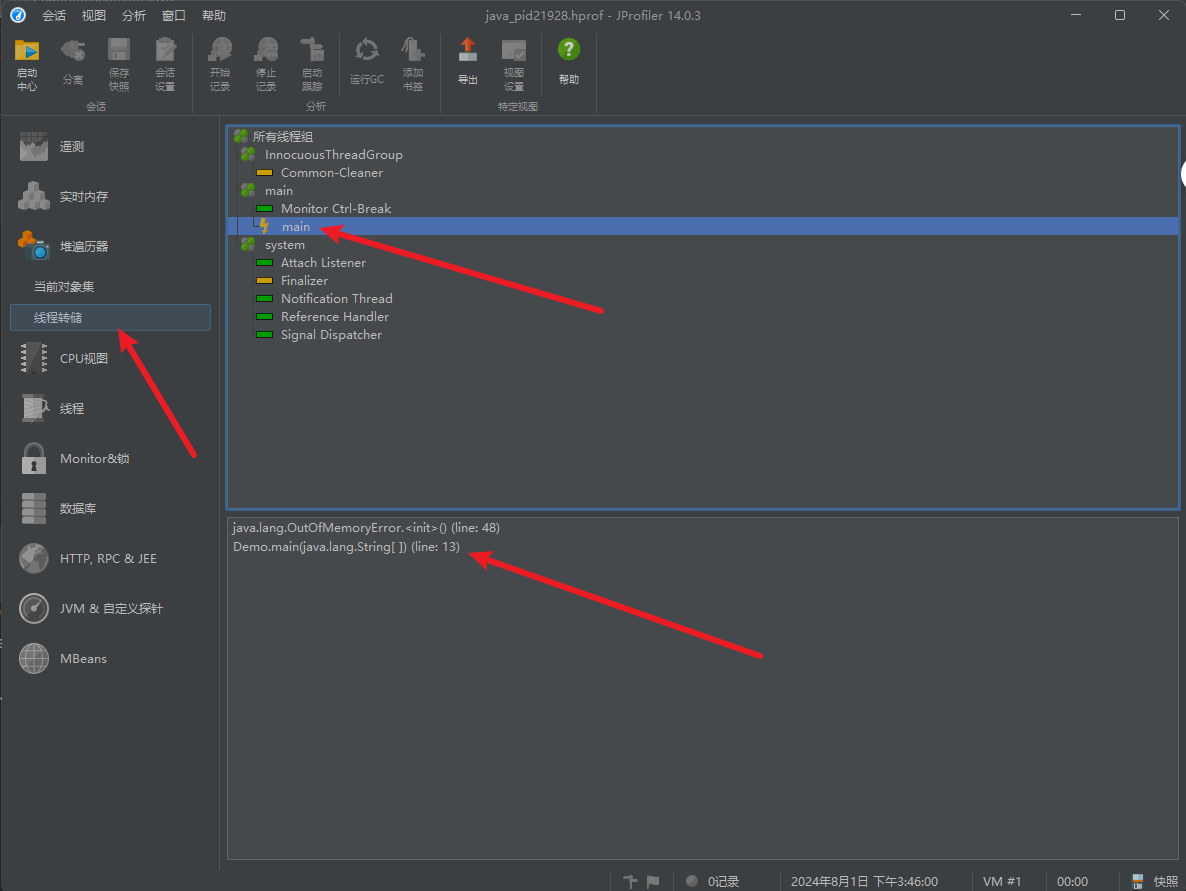 会话 视图 分析 窗口 帮助
java_pid21928.hprof - JProfiler 14.0.3
启动中心
分离
保存快照
会话设置
开始记录
停止记录
启动跟踪
运行GC
添加书签
导出
视图设置
帮助
会话
分析
特定视图
遥测
实时内存
堆遍历器
当前对象集
线程转储
CPU视图
线程
Monitor&锁
数据库
HTTP, RPC & JEE
JVM & 自定义探针
MBeans
所有线程组
InnocuousThreadGroup
Common-Cleaner
main
Monitor Ctrl-Break
main
system
Attach Listener
Finalizer
Notification Thread
Reference Handler
Signal Dispatcher
java.lang.OutOfMemoryError.<init>() (line: 48)
Demo.main(java.lang.String[ ]) (line: 13)
0记录
2024年8月1日 下午3:46:00
VM #1
00:00
快照